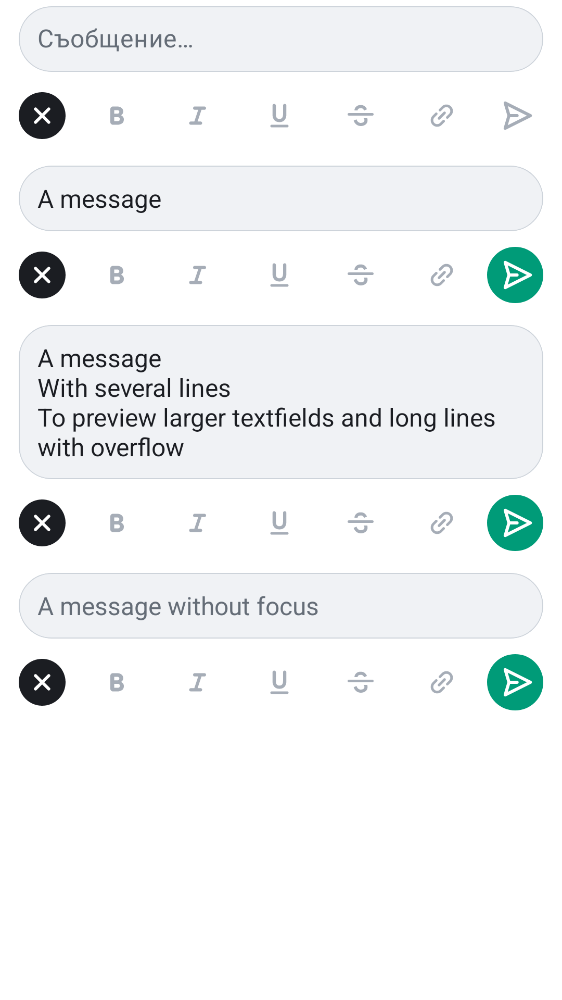 Съобщение…
A message
A message
With several lines
To preview larger textfields and long lines
with overflow
A message without focus